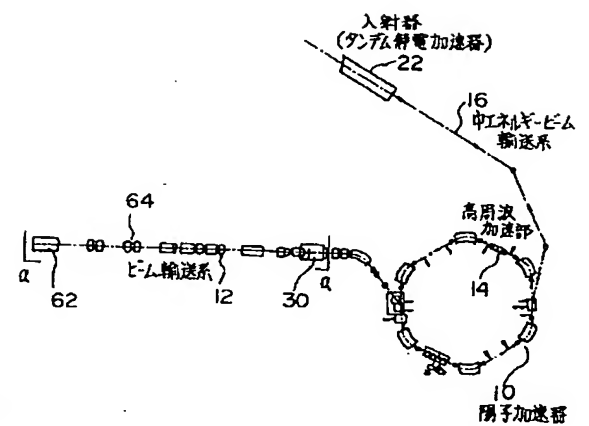 入射器
(タンデム静電加速器)
22
16
中エネルギービーム
輸送系
高周波
加速部
14
64
a
62
ビーム輸送系
12
30
a
10
陽子加速器